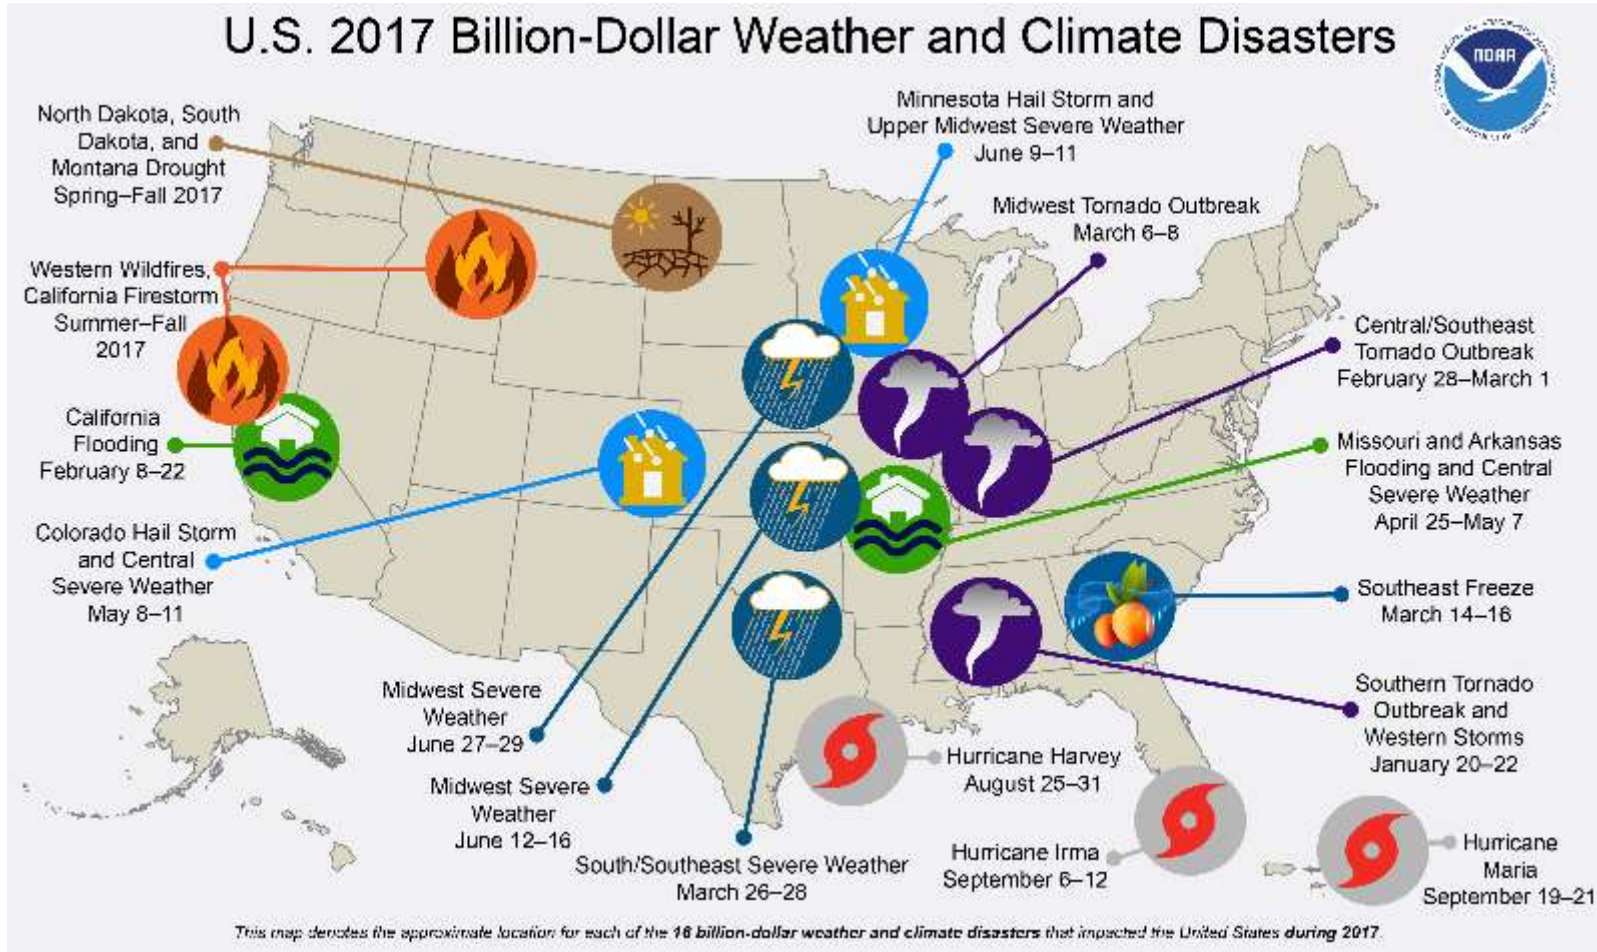 U.S. 2017 Billion-Dollar Weather and Climate Disasters
NOAA
North Dakota, South
Dakota, and
Montana Drought
Spring–Fall 2017
Minnesota Hail Storm and
Upper Midwest Severe Weather
June 9–11
Midwest Tornado Outbreak
March 6–8
Western Wildfires,
California Firestorm
Summer–Fall
2017
Central/Southeast
Tornado Outbreak
February 28–March 1
California
Flooding
February 8–22
Missouri and Arkansas
Flooding and Central
Severe Weather
April 25–May 7
Colorado Hail Storm
and Central
Severe Weather
May 8–11
Southeast Freeze
March 14–16
Midwest Severe
Weather
June 27–29
Southern Tornado
Outbreak and
Western Storms
January 20–22
Midwest Severe
Weather
June 12–16
Hurricane Harvey
August 25–31
South/Southeast Severe Weather
March 26–28
Hurricane Irma
September 6–12
Hurricane
Maria
September 19–21
This map denotes the approximate location for each of the 16 billion-dollar weather and climate disasters that impacted the United States during 2017.